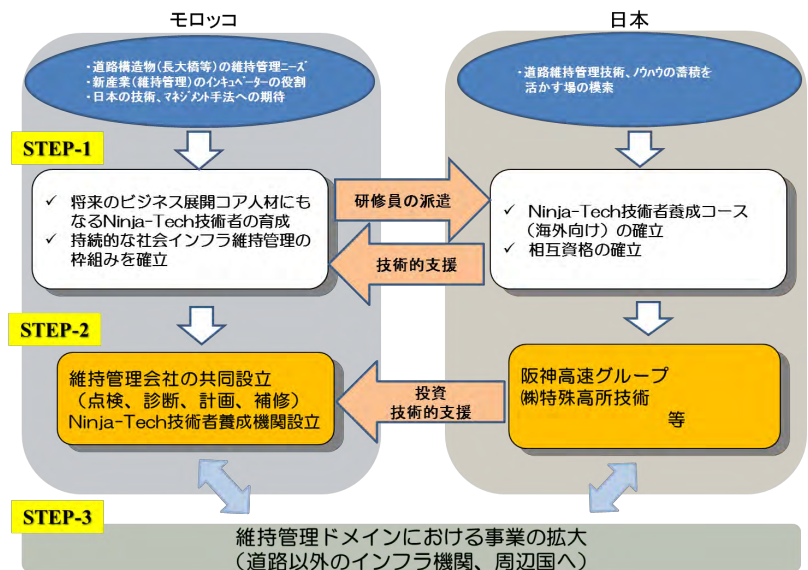 モロッコ
日本
・道路構造物(長大橋等)の維持管理ニーズ
・新産業(維持管理)のインキュベーターの役割
・日本の技術、マネジメント手法への期待
・道路維持管理技術、ノウハウの蓄積を
活かす場の模索
STEP-1
✓ 将来のビジネス展開コア人材にも
なるNinja-Tech技術者の育成
✓ 持続的な社会インフラ維持管理の
枠組みを確立
研修員の派遣
技術的支援
✓ Ninja-Tech技術者養成コース
(海外向け)の確立
✓ 相互資格の確立
STEP-2
維持管理会社の共同設立
(点検、診断、計画、補修)
Ninja-Tech技術者養成機関設立
投資
技術的支援
阪神高速グループ
㈱特殊高所技術
等
STEP-3
維持管理ドメインにおける事業の拡大
(道路以外のインフラ機関、周辺国へ)